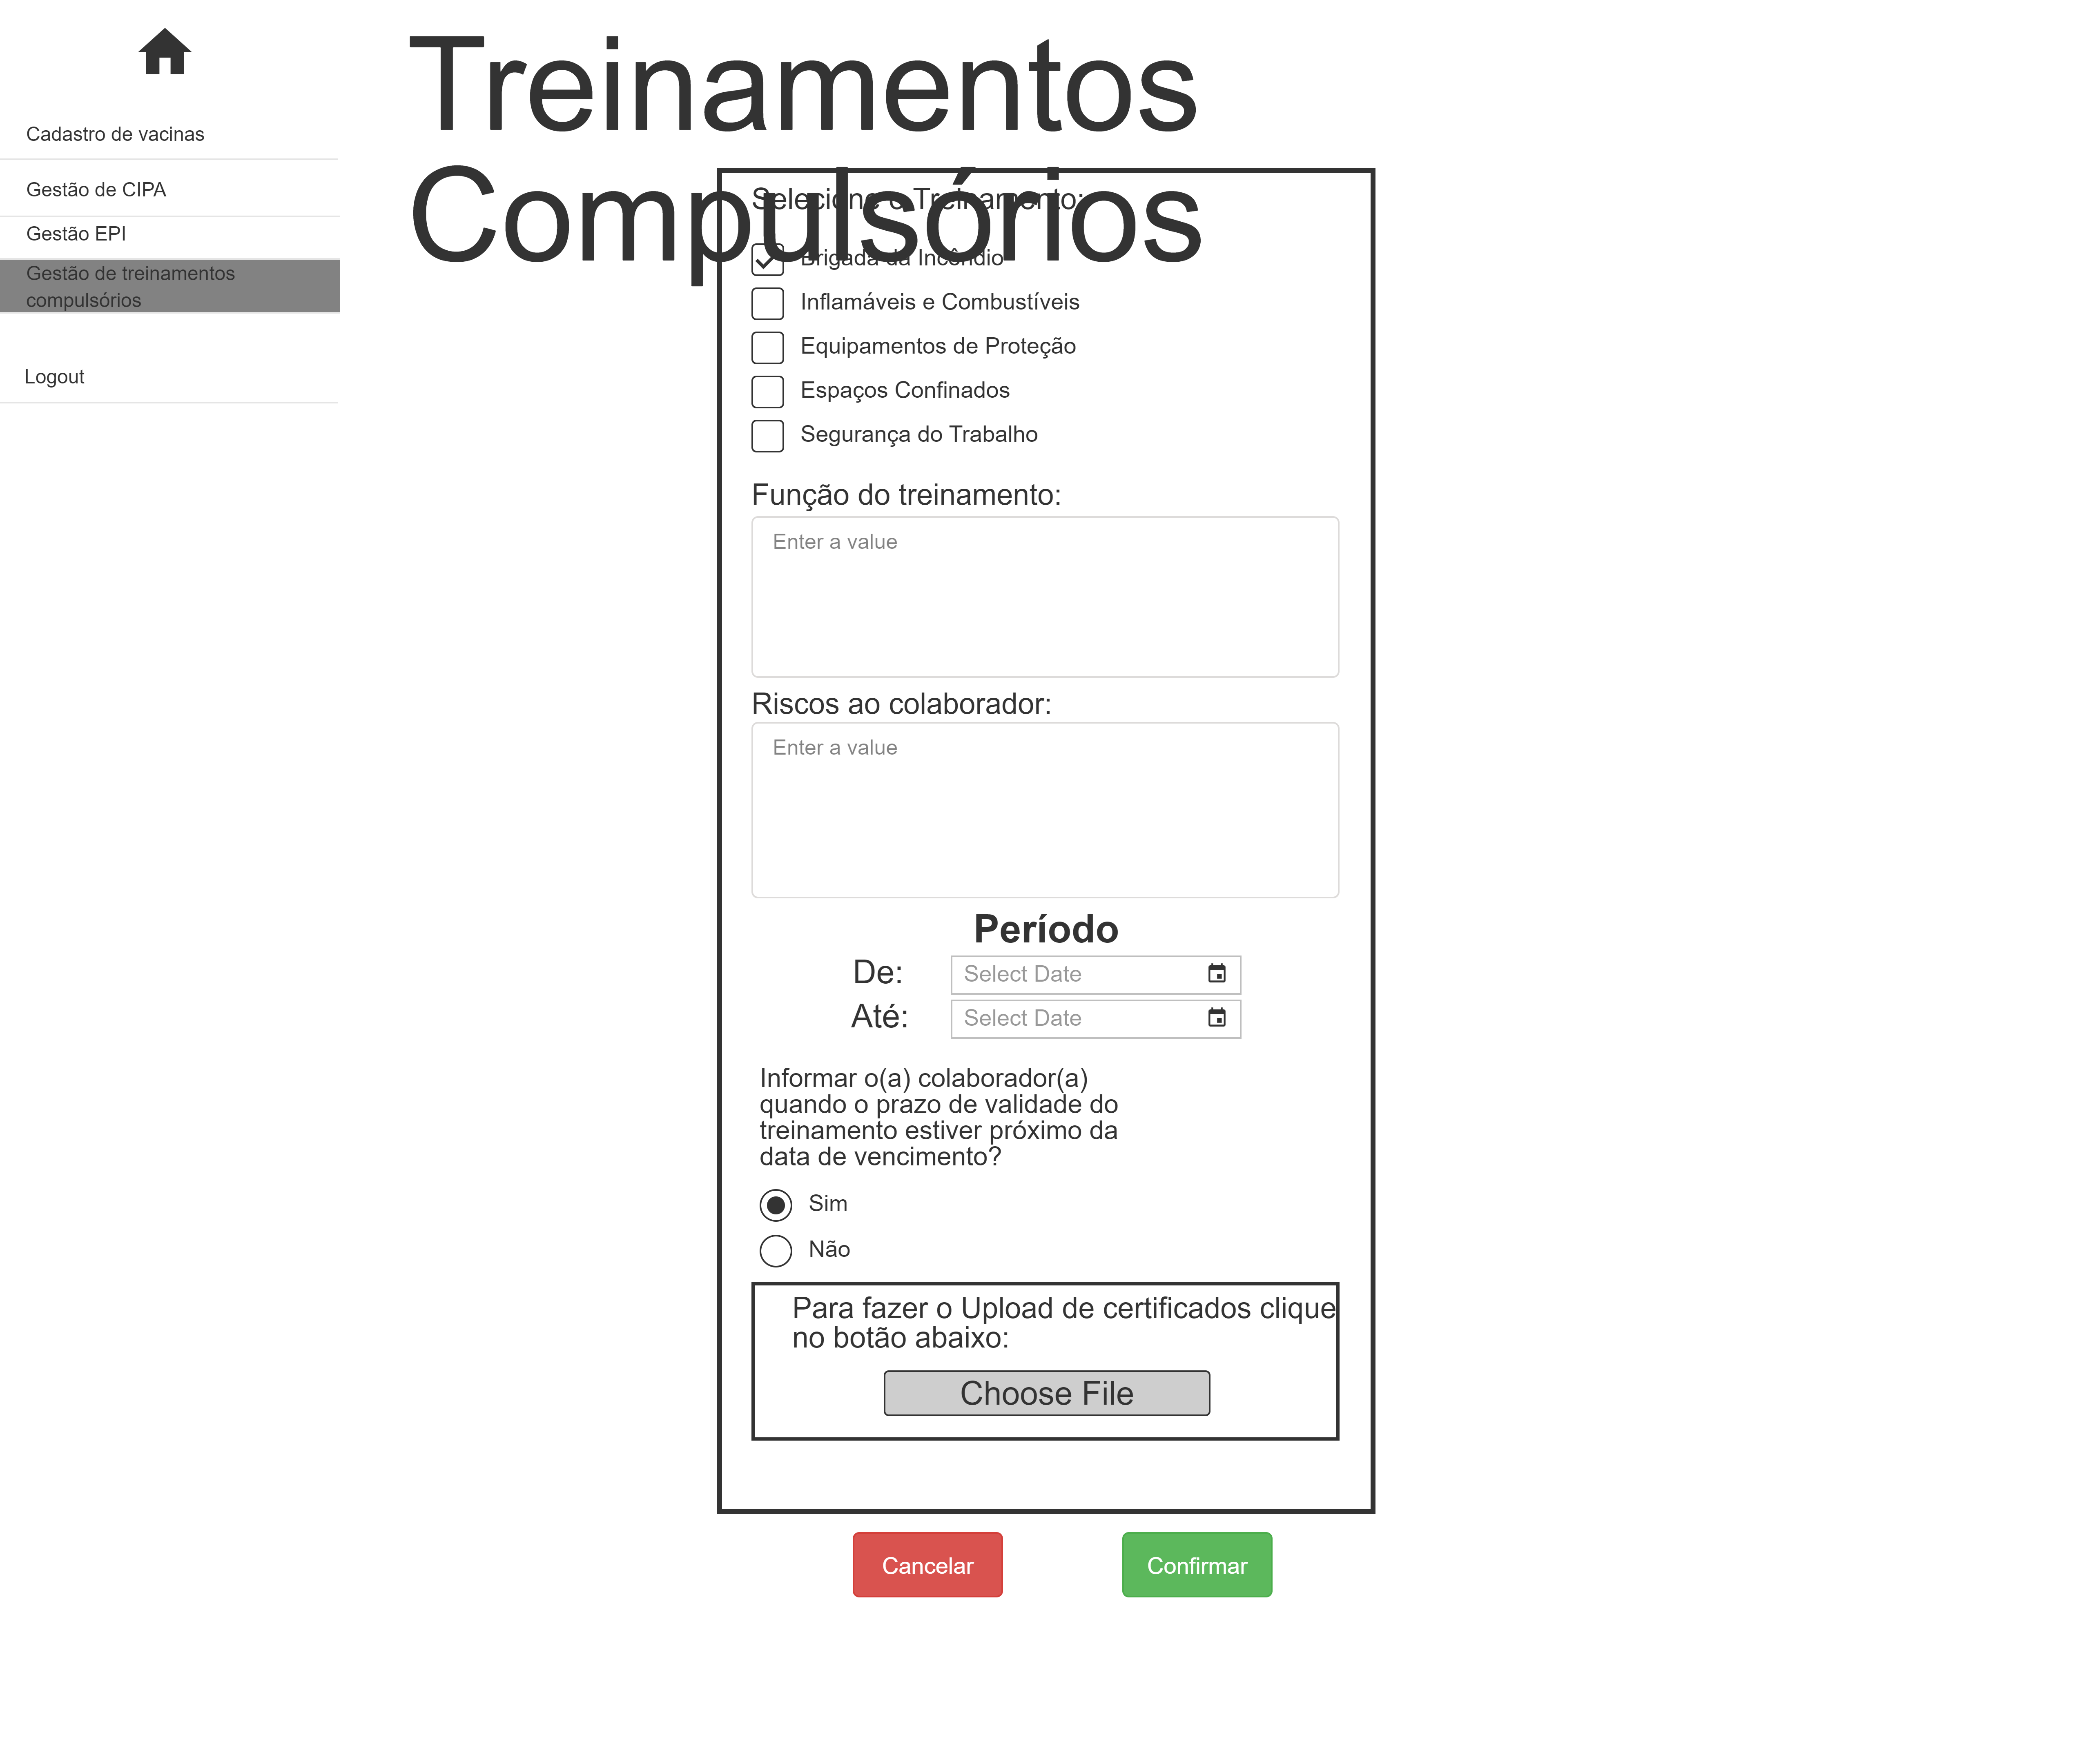 Treinamentos
Compulsórios
Cadastro de vacinas
Gestão de CIPA
Gestão EPI
Gestão de treinamentos
compulsórios
Logout
Selecione o Treinamento:
Brigada da Incêndio
Inflamáveis e Combustíveis
Equipamentos de Proteção
Espaços Confinados
Segurança do Trabalho
Função do treinamento:
Enter a value
Riscos ao colaborador:
Enter a value
Período
De:
Select Date
Até:
Select Date
Informar o(a) colaborador(a)
quando o prazo de validade do
treinamento estiver próximo da
data de vencimento?
Sim
Não
Para fazer o Upload de certificados clique
no botão abaixo:
Choose File
Cancelar
Confirmar